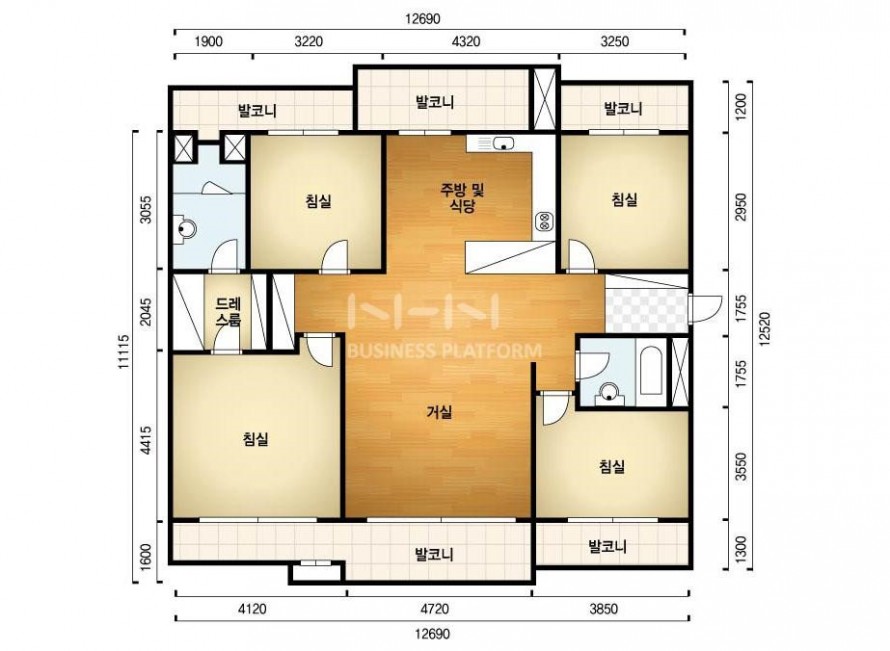 12690
1900 3220 4320 3250
발코니 발코니 발코니
1200
3055
침실
주방 및
식당
침실
2950
드레
스룸
2045
N H N
BUSINESS PLATFORM
1755
12520
11115
1755
4415
침실
거실
침실
3550
1600
발코니
발코니
1300
4120 4720 3850
12690